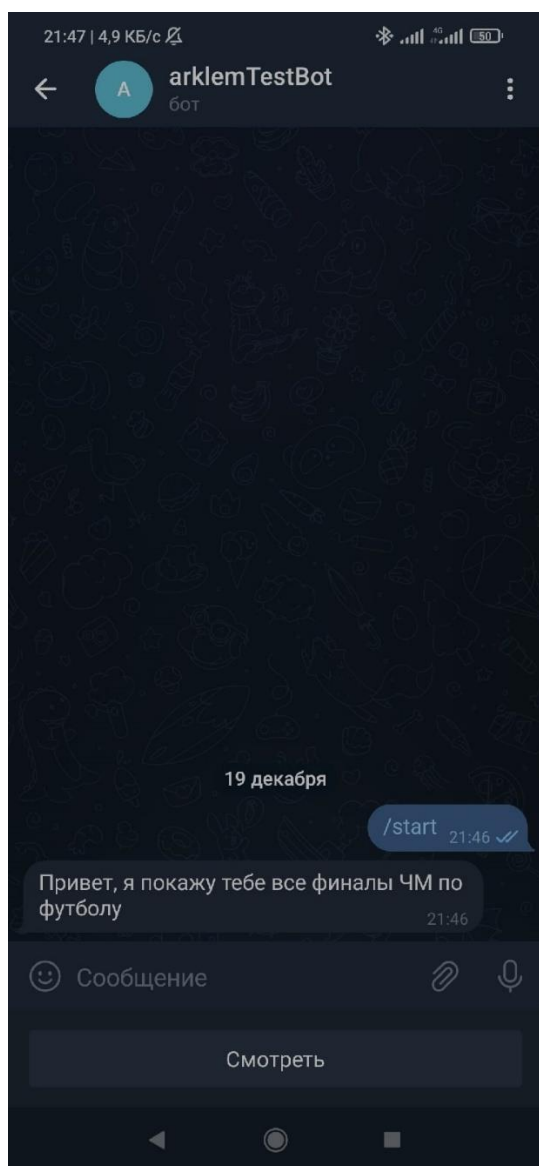 21:47 | 4,9 КБ/с
4G
50
A
arklemTestBot
бот
19 декабря
/start 21:46
Привет, я покажу тебе все финалы ЧМ по
футболу
21:46
Сообщение
Смотреть